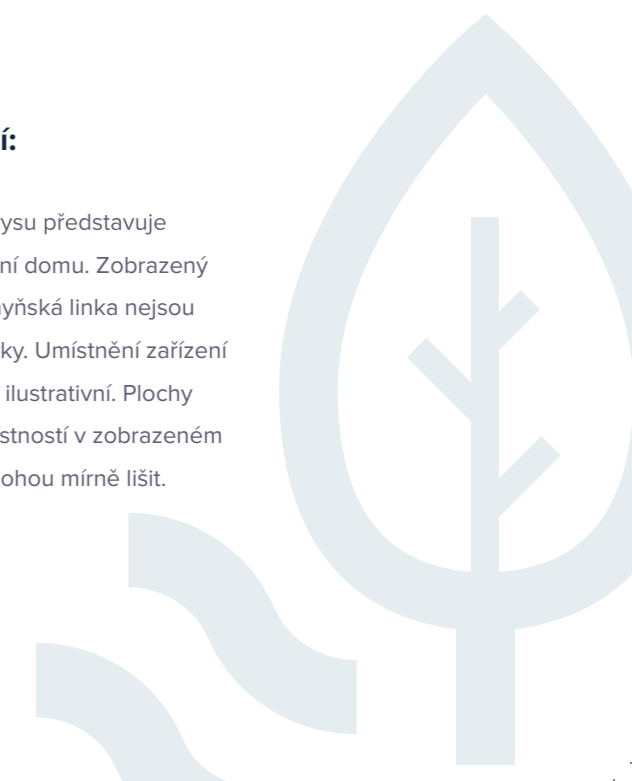 í:
ysu představuje
ní domu. Zobrazený
yňská linka nejsou
ky. Umístnění zařízení
ilustrativní. Plochy
stností v zobrazeném
ohou mírně lišit.